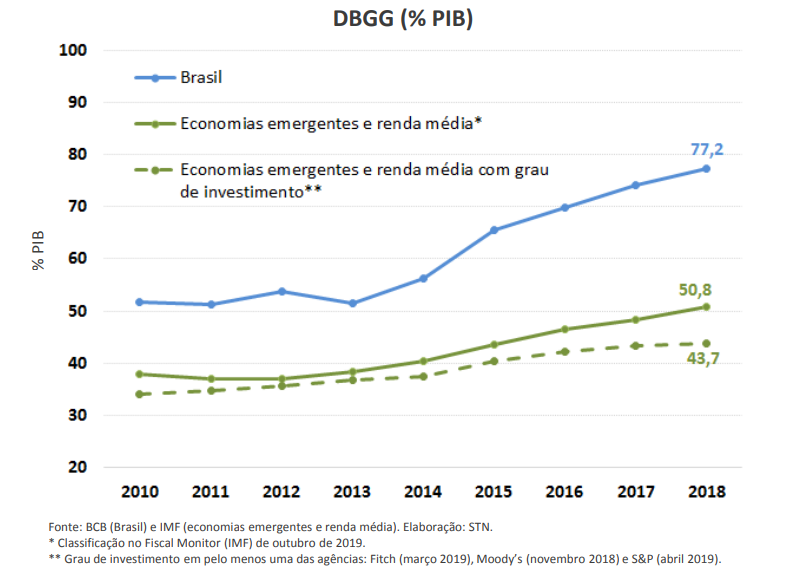 DBGG (% PIB)
100
90
80
70
60
50
40
30
20
% PIB
Brasil
Economias emergentes e renda média*
Economias emergentes e renda média com grau
de investimento**
77,2
50,8
43,7
2010 2011 2012 2013 2014 2015 2016 2017 2018
Fonte: BCB (Brasil) e IMF (economias emergentes e renda média). Elaboração: STN.
* Classificação no Fiscal Monitor (IMF) de outubro de 2019.
** Grau de investimento em pelo menos uma das agências: Fitch (março 2019), Moody's (novembro 2018) e S&P (abril 2019).